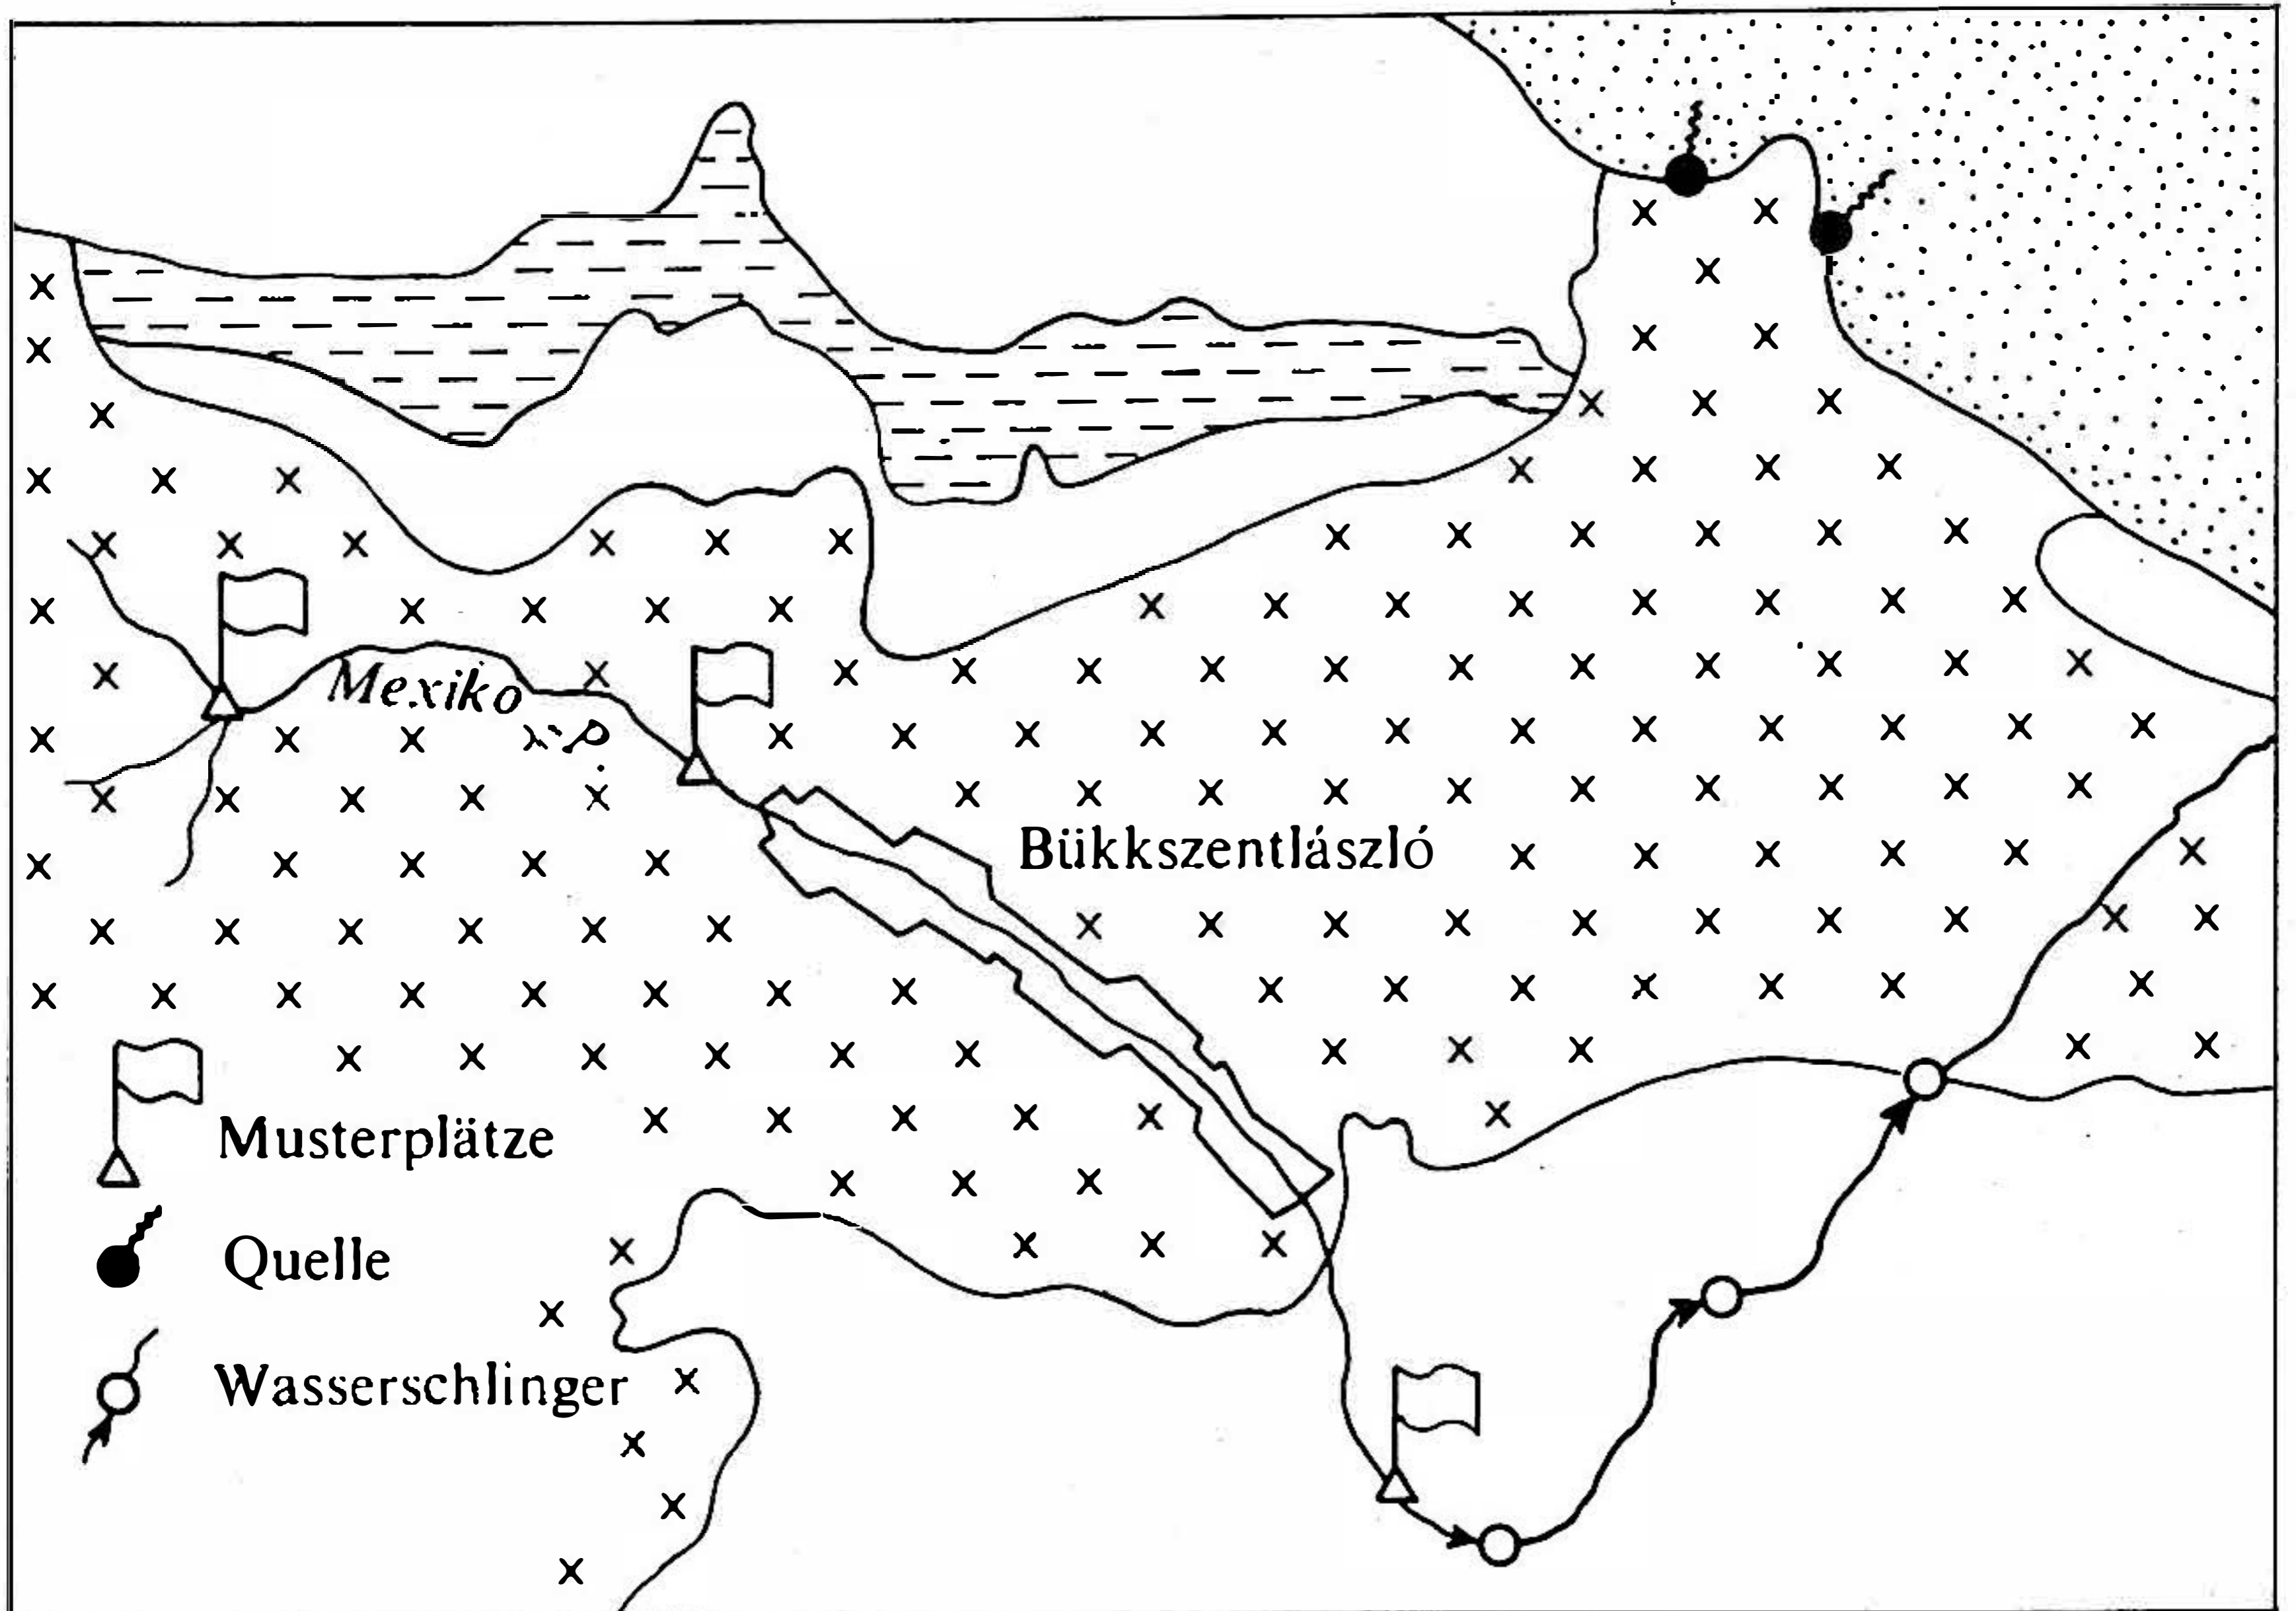 Mexiko
Bükkszentlászló
Musterplätze
Quelle
Wasserschlinger